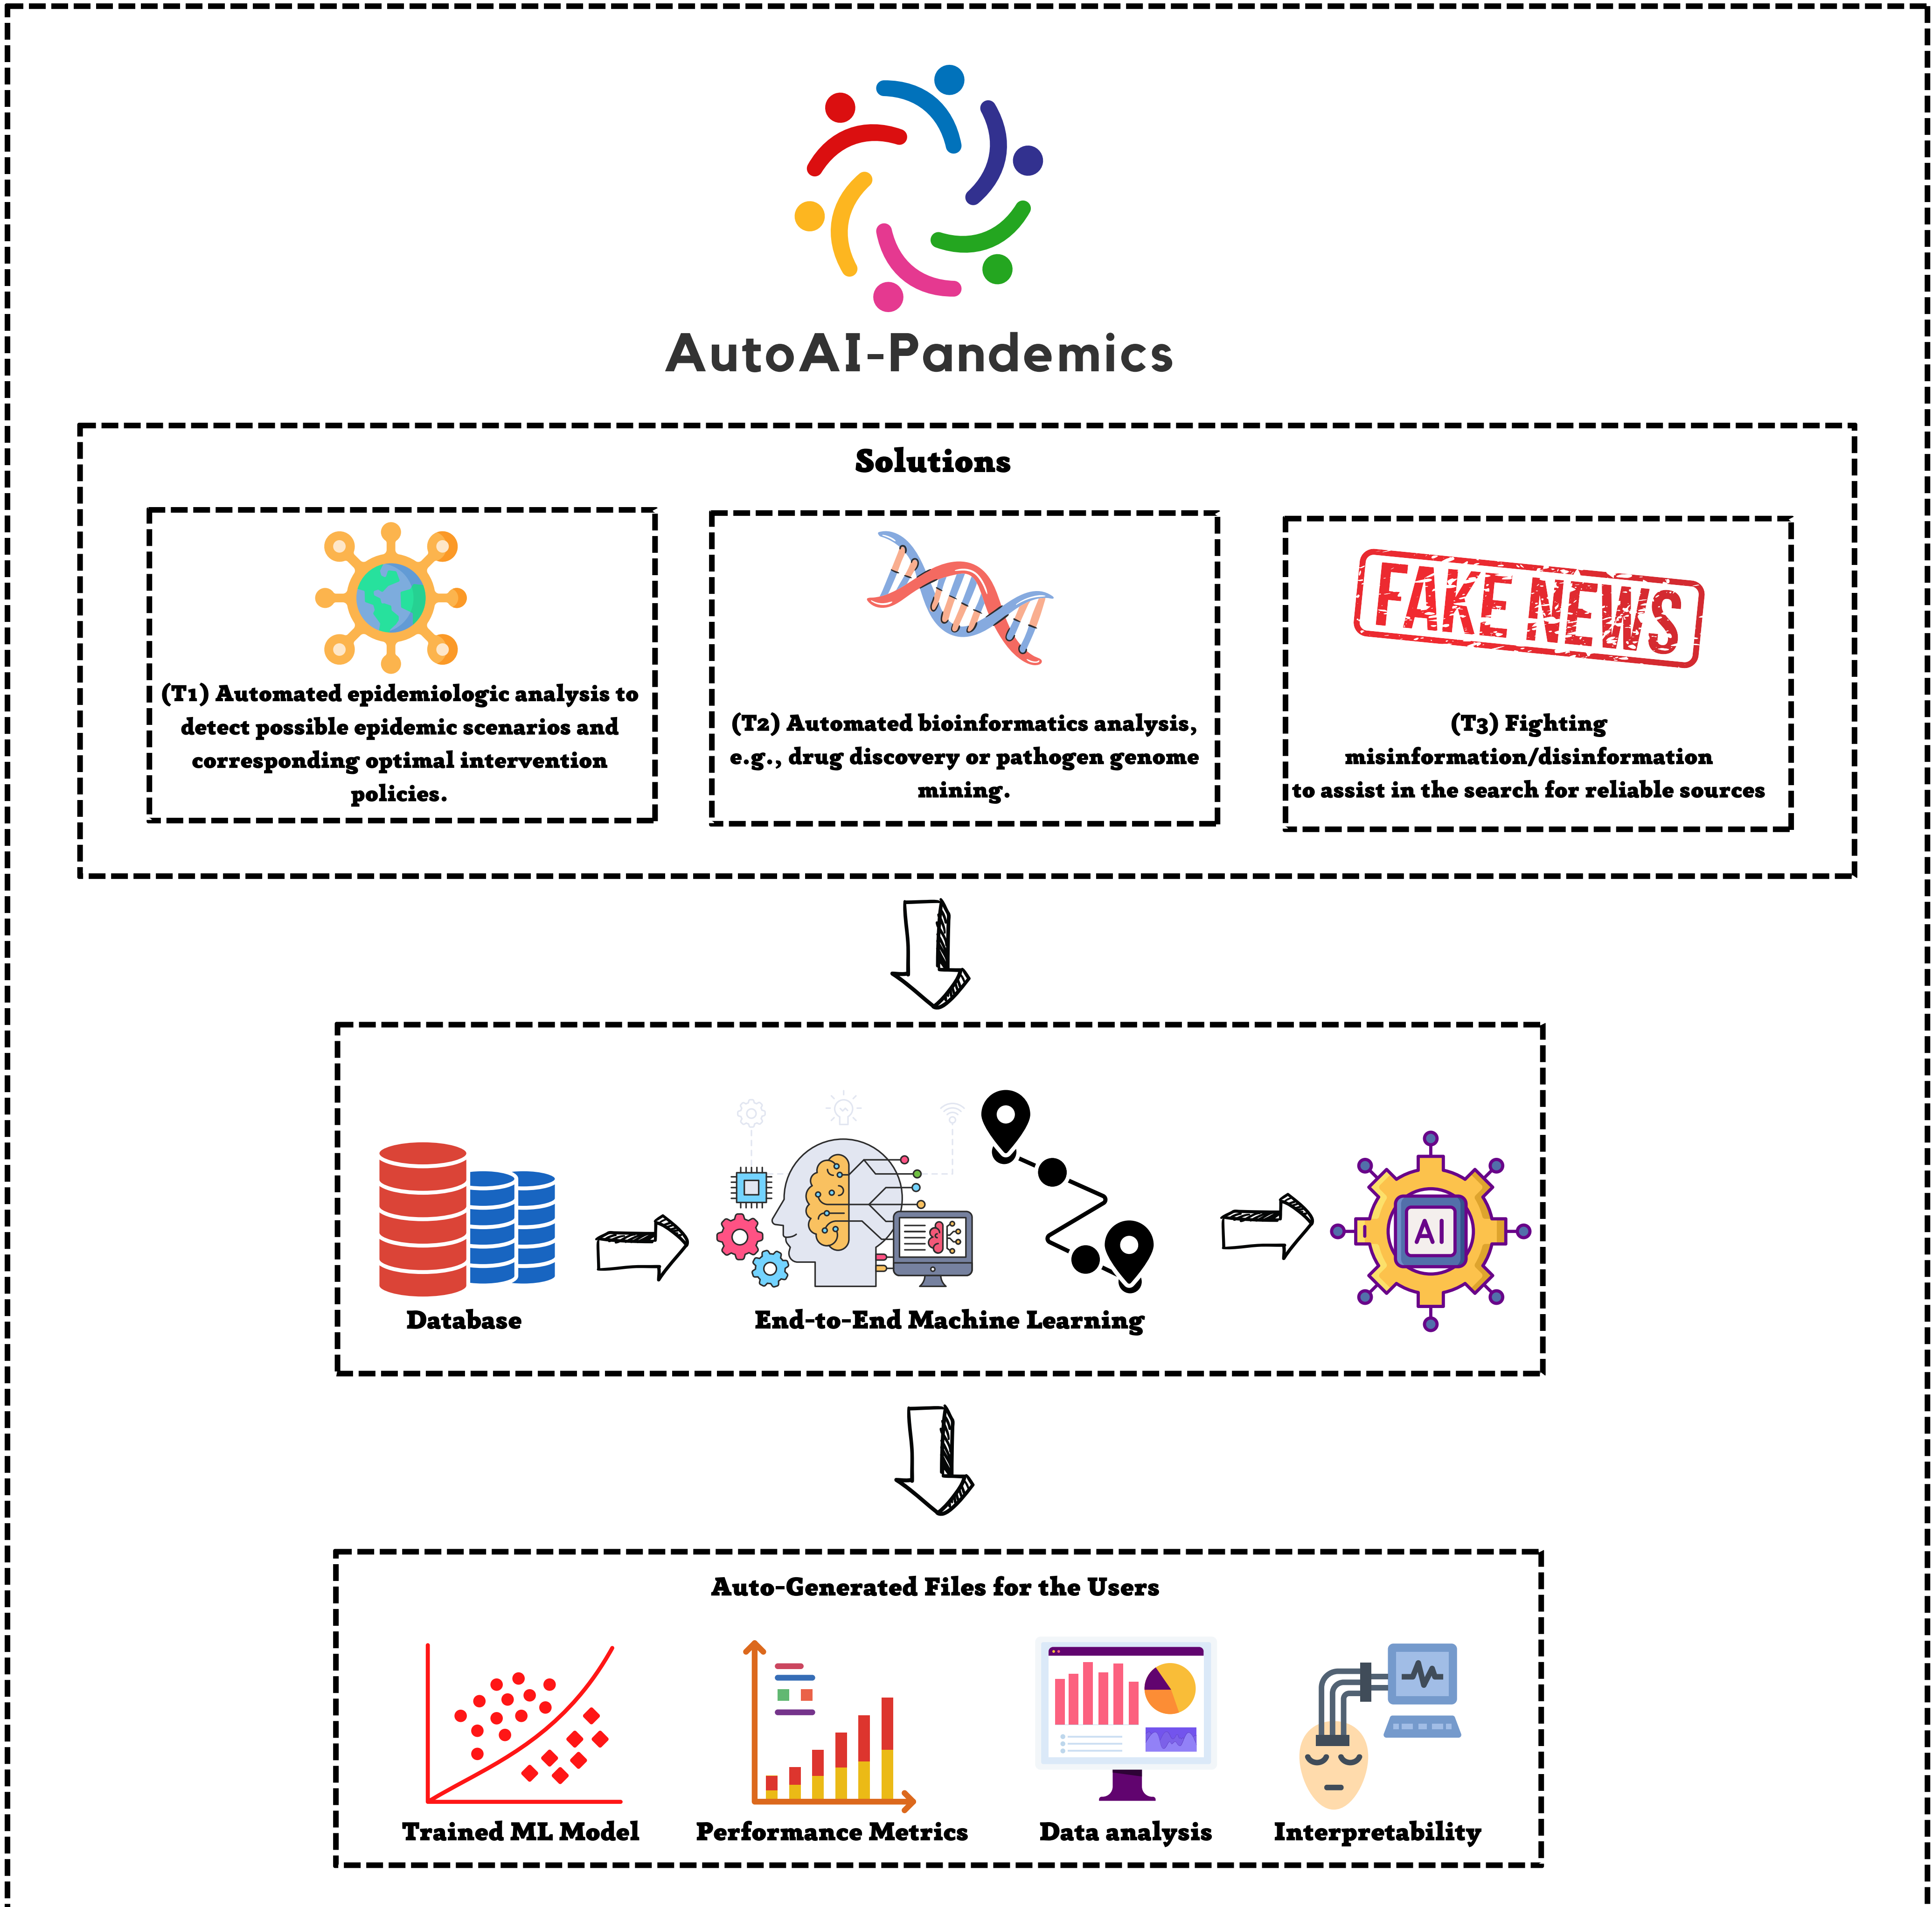 AutoAI-Pandemics
Solutions
(T1) Automated epidemiologic analysis to
detect possible epidemic scenarios and
corresponding optimal intervention
policies.
(T2) Automated bioinformatics analysis,
e.g., drug discovery or pathogen genome
mining.
FAKE NEWS
(T3) Fighting
misinformation/disinformation
to assist in the search for reliable sources
Database
End-to-End Machine Learning
AI
Auto-Generated Files for the Users
Trained ML Model
Performance Metrics
Data analysis
Interpretability